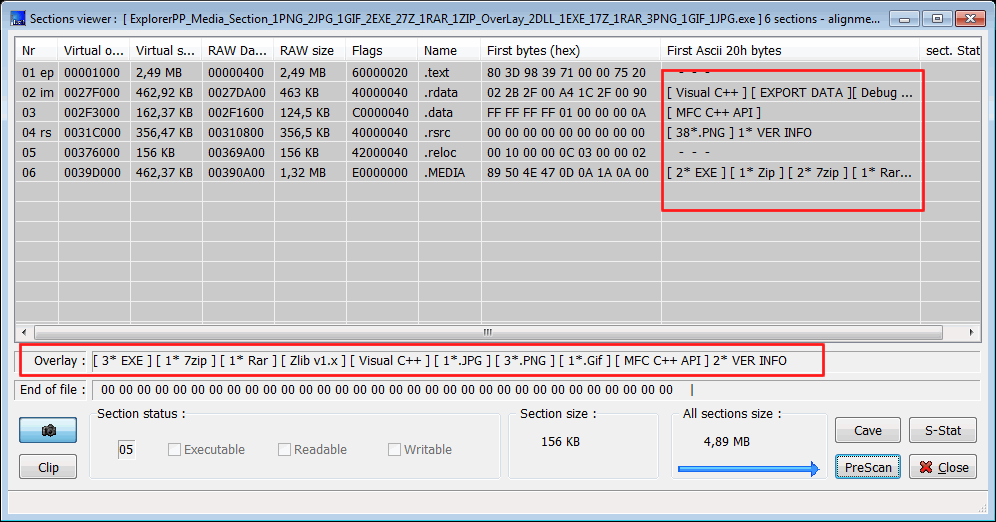 Sections viewer : [ ExplorerPP_Media_Section_1PNG_2JPG_1GIF_2EXE_27Z_1RAR_1ZIP_OverLay_2DLL_1EXE_17Z_1RAR_3PNG_1GIF_1JPG.exe ] 6 sections - alignme...
Nr Virtual o... Virtual s... RAW Da... RAW size Flags Name First bytes (hex) First Ascii 20h bytes sect. Stat
01 ep 00001000 2,49 MB 00000400 2,49 MB 60000020 .text 80 3D 98 39 71 00 00 75 20 - - -
02 im 0027F000 462,92 KB 0027DA00 463 KB 40000040 .rdata 02 2B 2F 00 A4 1C 2F 00 90 [ Visual C++ ] [ EXPORT DATA ][ Debug ...
03 002F3000 162,37 KB 002F1600 124,5 KB C0000040 .data FF FF FF FF 01 00 00 00 0A [ MFC C++ API ]
04 rs 0031C000 356,47 KB 00310800 356,5 KB 40000040 .rsrc 00 00 00 00 00 00 00 00 00 [ 38*.PNG ] 1* VER INFO
05 00376000 156 KB 00369A00 156 KB 42000040 .reloc 00 10 00 00 0C 03 00 00 02 - - -
06 0039D000 462,37 KB 00390A00 1,32 MB E0000000 .MEDIA 89 50 4E 47 0D 0A 1A 0A 00 [ 2* EXE ] [ 1* Zip ] [ 2* 7zip ] [ 1* Rar...
Overlay : [ 3* EXE ] [ 1* 7zip ] [ 1* Rar ] [ Zlib v1.x ] [ Visual C++ ] [ 1*.JPG ] [ 3*.PNG ] [ 1*.Gif ] [ MFC C++ API ] 2* VER INFO
End of file : 00 00 00 00 00 00 00 00 00 00 00 00 00 00 00 00 00 00 00 00 00 00 00 00 00 00 00 00 00 00 00 00 |
Section status : Section size : All sections size :
05 Executable Readable Writable 156 KB 4,89 MB
Cave S-Stat
Clip PreScan Close